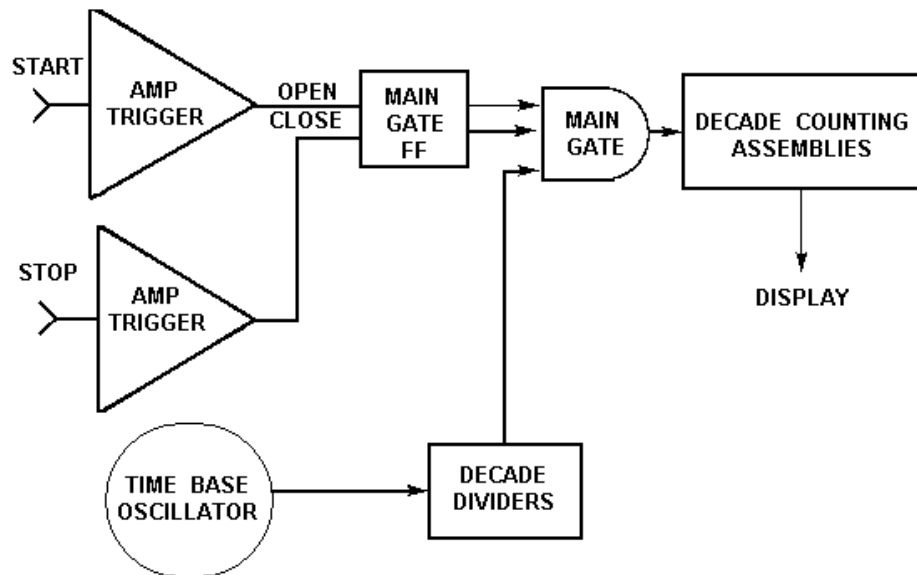 START
AMP
TRIGGER
OPEN
CLOSE
MAIN
GATE
FF
MAIN
GATE
DECADE COUNTING
ASSEMBLIES
STOP
AMP
TRIGGER
DISPLAY
TIME BASE
OSCILLATOR
DECADE
DIVIDERS